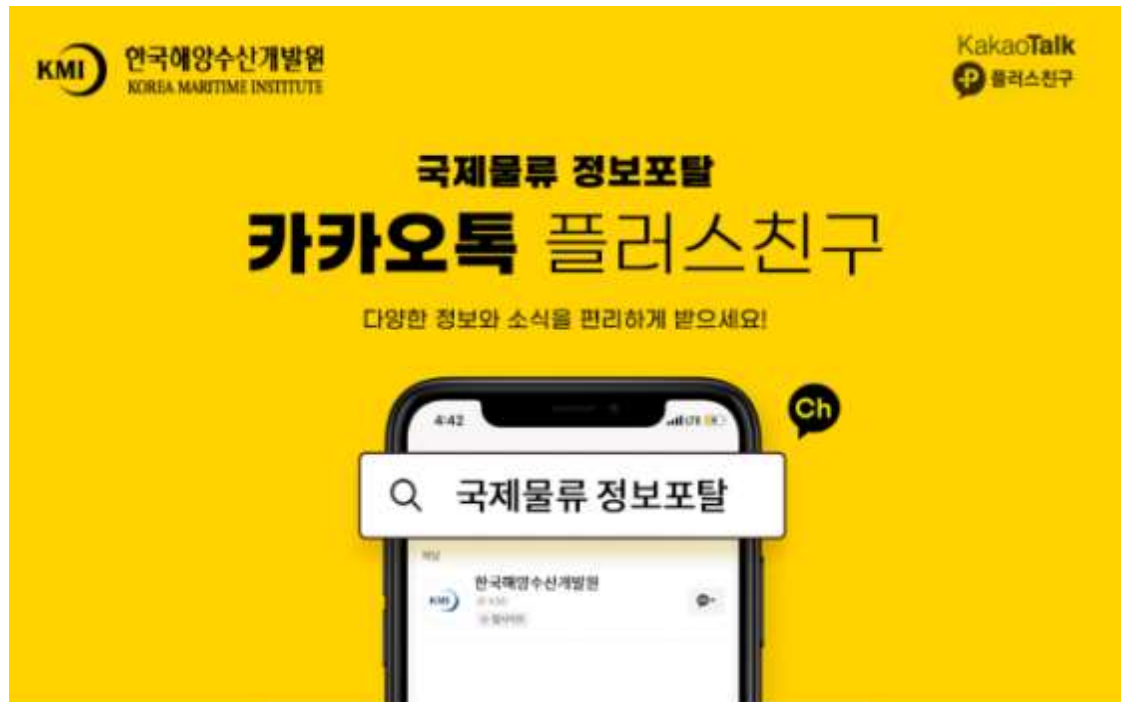 KMI
한국해양수산개발원
KOREA MARITIME INSTITUTE
KakaoTalk
플러스친구
국제물류 정보포탈
카카오톡 플러스친구
다양한 정보와 소식을 편리하게 받으세요!
Ch
4:42
LTE
국제물류 정보포탈
채널
한국해양수산개발원
KMI